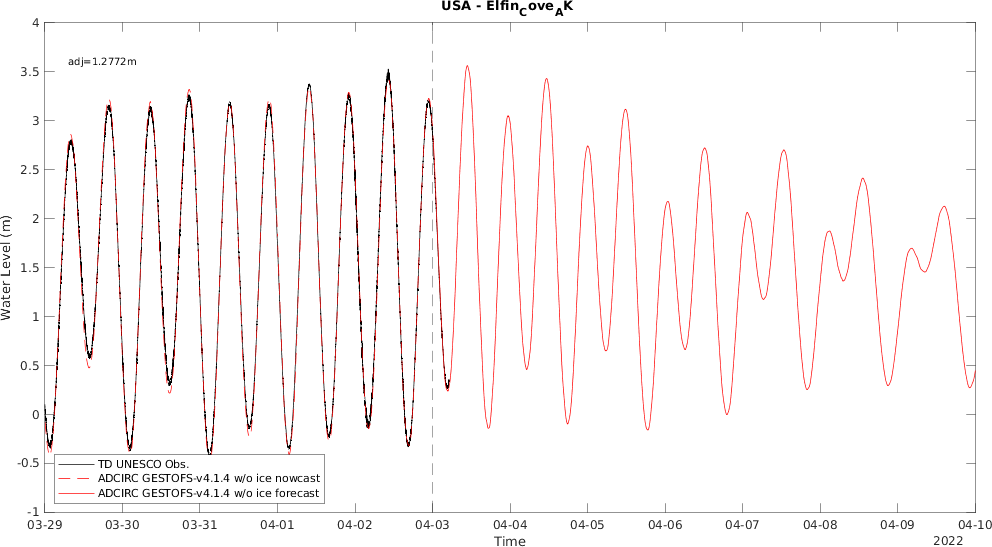 USA - ElfinCoveAK
4
3.5
3
2.5
2
1.5
1
0.5
0
-0.5
-1
Water Level (m)
adj=1.2772m
TD UNESCO Obs.
ADCIRC GESTOFS-v4.1.4 w/o ice nowcast
ADCIRC GESTOFS-v4.1.4 w/o ice forecast
03-29 03-30 03-31 04-01 04-02 04-03 04-04 04-05 04-06 04-07 04-08 04-09 04-10
Time
2022